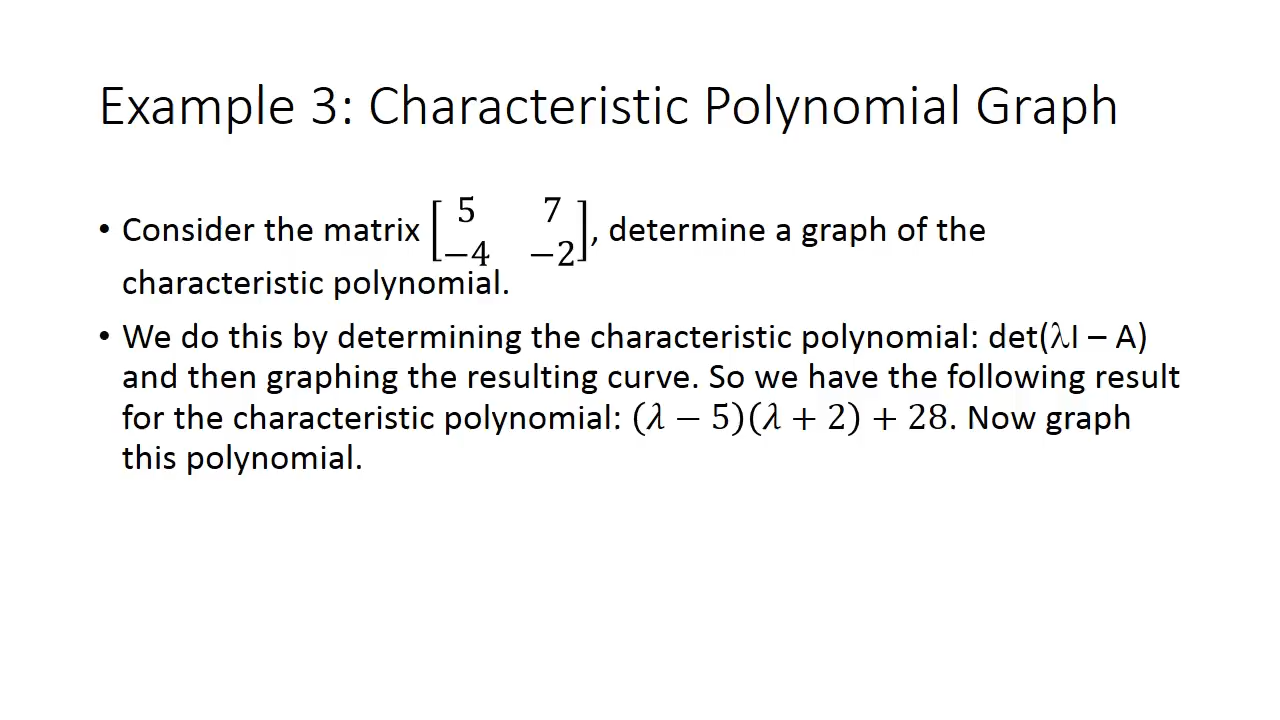 Example 3: Characteristic Polynomial Graph
• Consider the matrix [5 7; −4 −2], determine a graph of the
characteristic polynomial.
• We do this by determining the characteristic polynomial: det(λI – A)
and then graphing the resulting curve. So we have the following result
for the characteristic polynomial: (λ − 5)(λ + 2) + 28. Now graph
this polynomial.